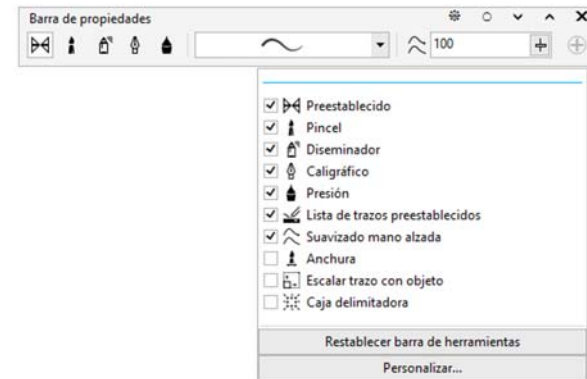 Barra de propiedades
100
Preestablecido
Pincel
Diseminador
Caligráfico
Presión
Lista de trazos preestablecidos
Suavizado mano alzada
Anchura
Escalar trazo con objeto
Caja delimitadora
Restablecer barra de herramientas
Personalizar...